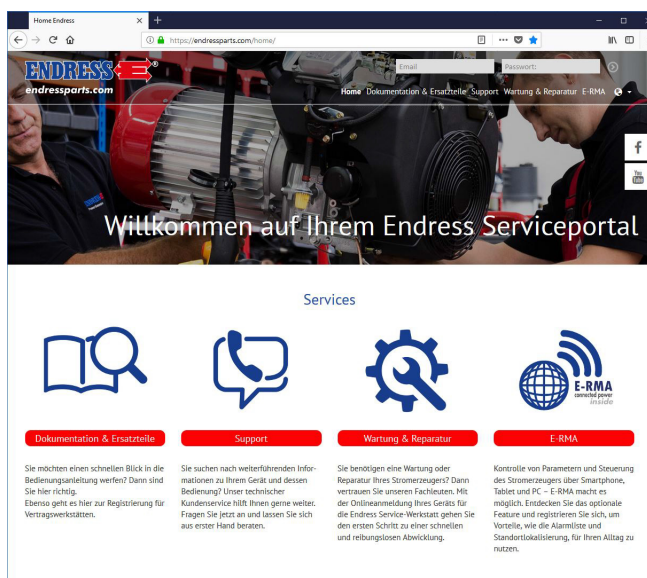 Home Endress
https://endressparts.com/home/
ENDRESS
®
endressparts.com
Email
Passwort:
Home Dokumentation & Ersatzteile Support Wartung & Reparatur E-RMA
You Tube
Willkommen auf Ihrem Endress Serviceportal
Services
E-RMA
connected power
inside
Dokumentation & Ersatzteile
Sie möchten einen schnellen Blick in die
Bedienungsanleitung werfen? Dann sind
Sie hier richtig.
Ebenso geht es hier zur Registrierung für
Vertragswerkstätten.
Support
Sie suchen nach weiterführenden Infor-
mationen zu Ihrem Gerät und dessen
Bedienung? Unser technischer
Kundenservice hilft Ihnen gerne weiter.
Fragen Sie jetzt an und lassen Sie sich
aus erster Hand beraten.
Wartung & Reparatur
Sie benötigen eine Wartung oder
Reparatur Ihres Stromerzeugers? Dann
vertrauen Sie unseren Fachleuten. Mit
der Onlineanmeldung Ihres Geräts für
die Endress Service-Werkstatt gehen Sie
den ersten Schritt zu einer schnellen
und reibungslosen Abwicklung.
E-RMA
Kontrolle von Parametern und Steuerung
des Stromerzeugers über Smartphone,
Tablet und PC – E-RMA macht es
möglich. Entdecken Sie das optionale
Feature und registrieren Sie sich, um
Vorteile, wie die Alarmliste und
Standortlokalisierung, für Ihren Alltag zu
nutzen.